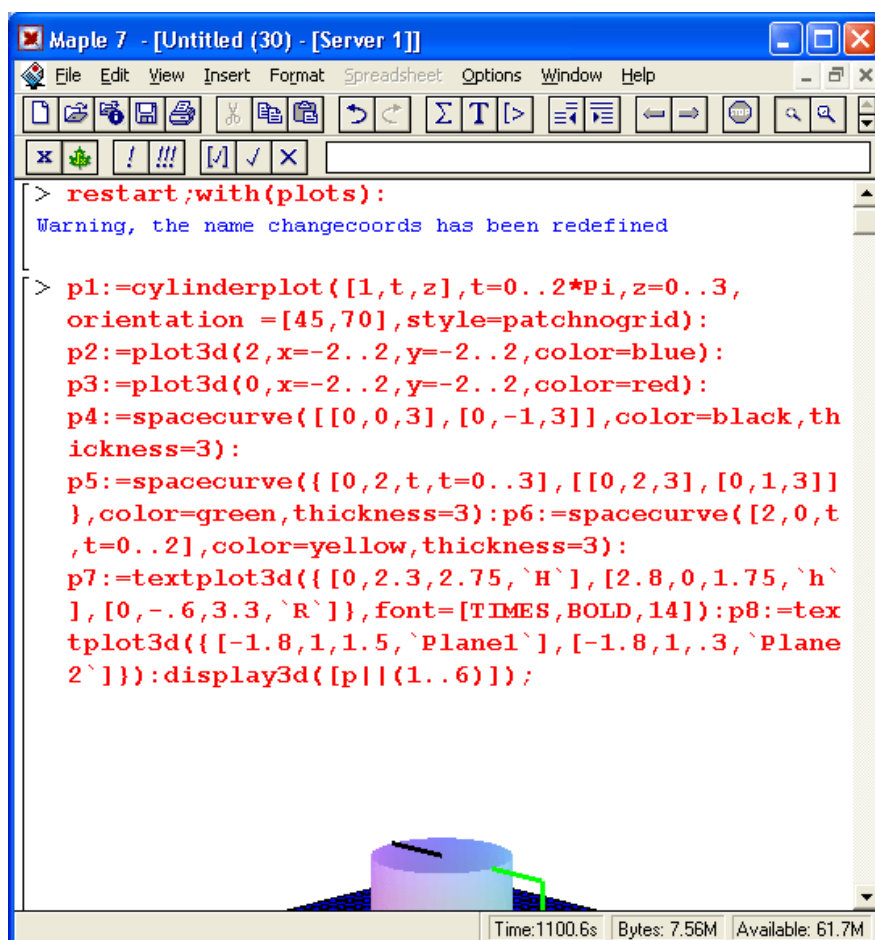 Maple 7 - [Untitled (30) - [Server 1]]
File Edit View Insert Format Spreadsheet Options Window Help
Σ T [>
STOP
x ! !!! [√] √ X
[> restart;with(plots):
Warning, the name changecoords has been redefined
[> p1:=cylinderplot([1,t,z],t=0..2*Pi,z=0..3,
orientation =[45,70],style=patchnogrid):
p2:=plot3d(2,x=-2..2,y=-2..2,color=blue):
p3:=plot3d(0,x=-2..2,y=-2..2,color=red):
p4:=spacecurve([[0,0,3],[0,-1,3]],color=black,th
ickness=3):
p5:=spacecurve({[0,2,t,t=0..3],[[0,2,3],[0,1,3]]
},color=green,thickness=3):p6:=spacecurve([2,0,t
,t=0..2],color=yellow,thickness=3):
p7:=textplot3d({[0,2.3,2.75,`H`],[2.8,0,1.75,`h`
],[0,-.6,3.3,`R`]},font=[TIMES,BOLD,14]):p8:=tex
tplot3d({[-1.8,1,1.5,`Plane1`],[-1.8,1,.3,`Plane
2`]}):display3d([p||(1..6)]);
Time:1100.6s Bytes: 7.56M Available: 61.7M